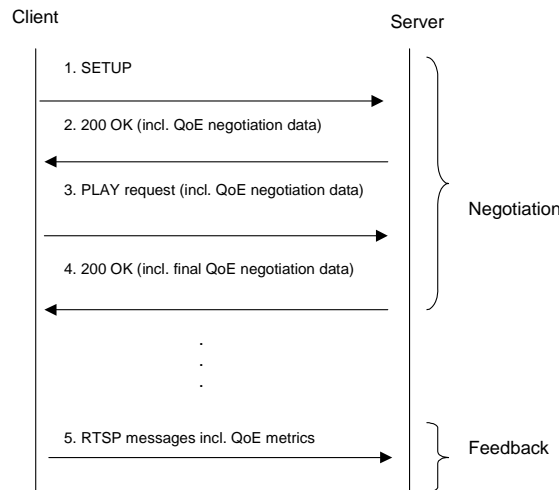 Client
Server
1. SETUP
2. 200 OK (incl. QoE negotiation data)
3. PLAY request (incl. QoE negotiation data)
Negotiation
4. 200 OK (incl. final QoE negotiation data)
.
.
.
5. RTSP messages incl. QoE metrics
Feedback